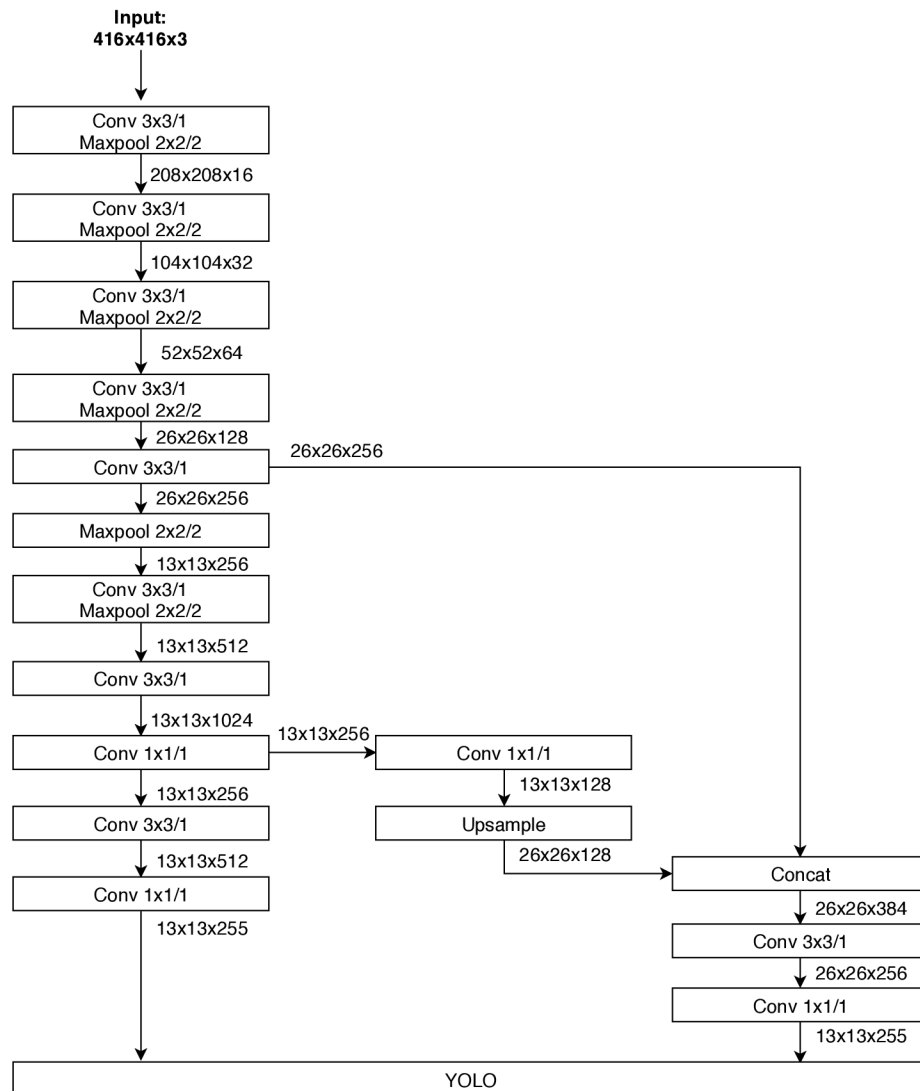 Input:
416x416x3
Conv 3x3/1
Maxpool 2x2/2
208x208x16
Conv 3x3/1
Maxpool 2x2/2
104x104x32
Conv 3x3/1
Maxpool 2x2/2
52x52x64
Conv 3x3/1
Maxpool 2x2/2
26x26x128
Conv 3x3/1
26x26x256
26x26x256
Maxpool 2x2/2
13x13x256
Conv 3x3/1
Maxpool 2x2/2
13x13x512
Conv 3x3/1
13x13x1024
Conv 1x1/1
13x13x256
13x13x256
Conv 3x3/1
13x13x512
Conv 1x1/1
13x13x255
Conv 1x1/1
13x13x128
Upsample
26x26x128
Concat
26x26x384
Conv 3x3/1
26x26x256
Conv 1x1/1
13x13x255
YOLO